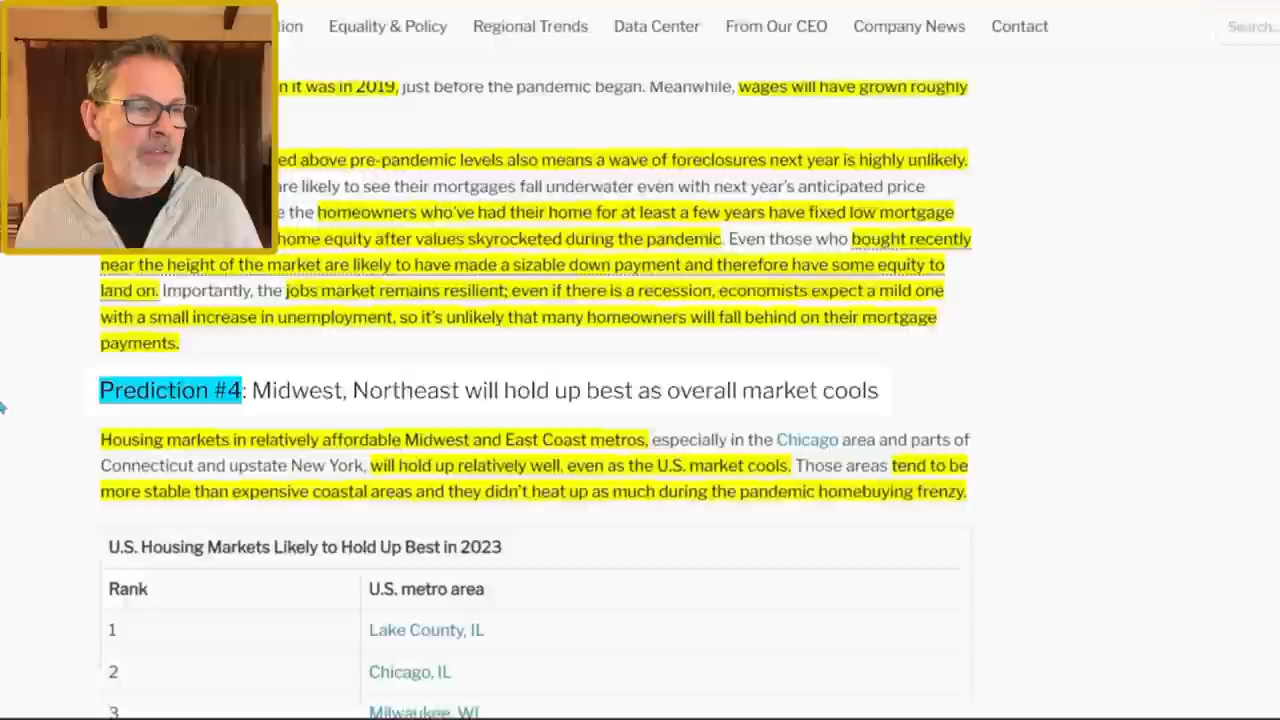 tion Equality & Policy Regional Trends Data Center From Our CEO Company News Contact Search...
n it was in 2019, just before the pandemic began. Meanwhile, wages will have grown roughly
ed above pre-pandemic levels also means a wave of foreclosures next year is highly unlikely.
are likely to see their mortgages fall underwater even with next year's anticipated price
e the homeowners who've had their home for at least a few years have fixed low mortgage
home equity after values skyrocketed during the pandemic. Even those who bought recently
near the height of the market are likely to have made a sizable down payment and therefore have some equity to
land on. Importantly, the jobs market remains resilient; even if there is a recession, economists expect a mild one
with a small increase in unemployment, so it's unlikely that many homeowners will fall behind on their mortgage
payments.
Prediction #4: Midwest, Northeast will hold up best as overall market cools
Housing markets in relatively affordable Midwest and East Coast metros, especially in the Chicago area and parts of
Connecticut and upstate New York, will hold up relatively well, even as the U.S. market cools. Those areas tend to be
more stable than expensive coastal areas and they didn't heat up as much during the pandemic homebuying frenzy.
U.S. Housing Markets Likely to Hold Up Best in 2023
Rank U.S. metro area
1 Lake County, IL
2 Chicago, IL
3 Milwaukee, WI